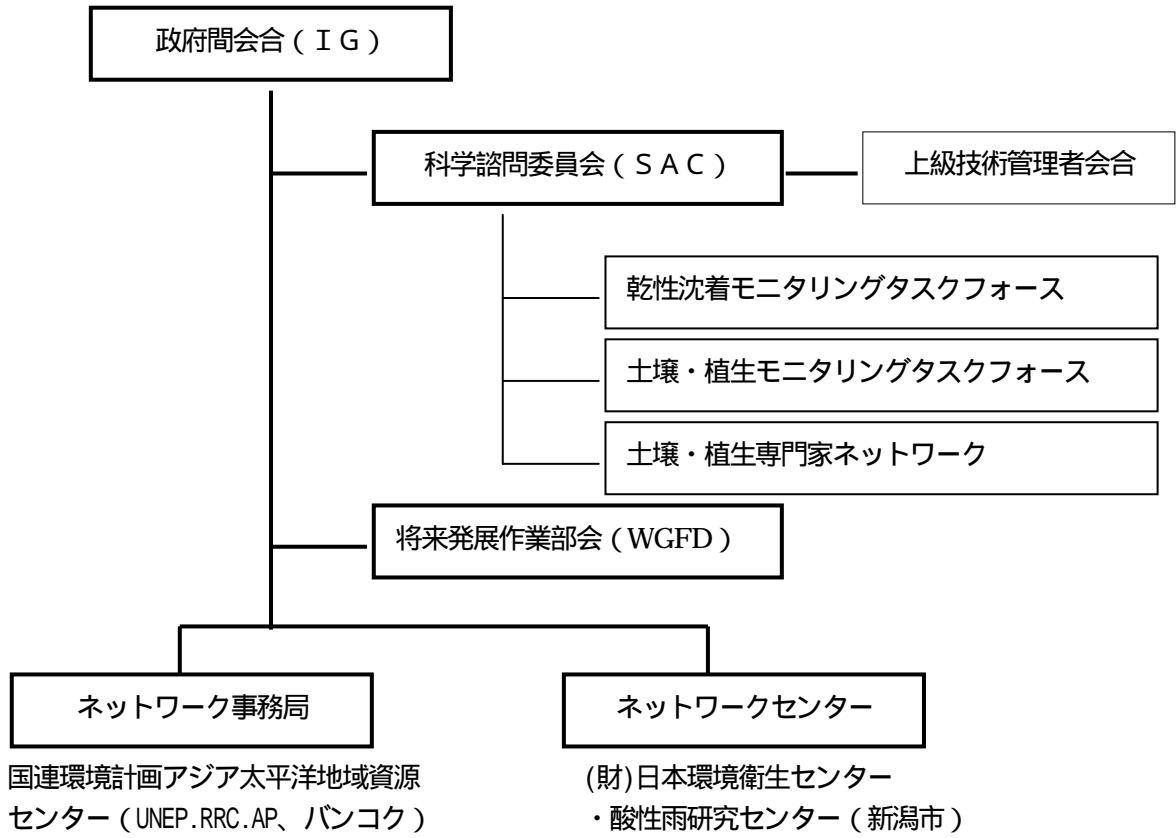 政府間会合（ＩＧ）
科学諮問委員会（ＳＡＣ）
上級技術管理者会合
乾性沈着モニタリングタスクフォース
土壌・植生モニタリングタスクフォース
土壌・植生専門家ネットワーク
将来発展作業部会（WGFD）
ネットワーク事務局
国連環境計画アジア太平洋地域資源
センター（UNEP.RRC.AP、バンコク）
ネットワークセンター
(財)日本環境衛生センター
・酸性雨研究センター（新潟市）